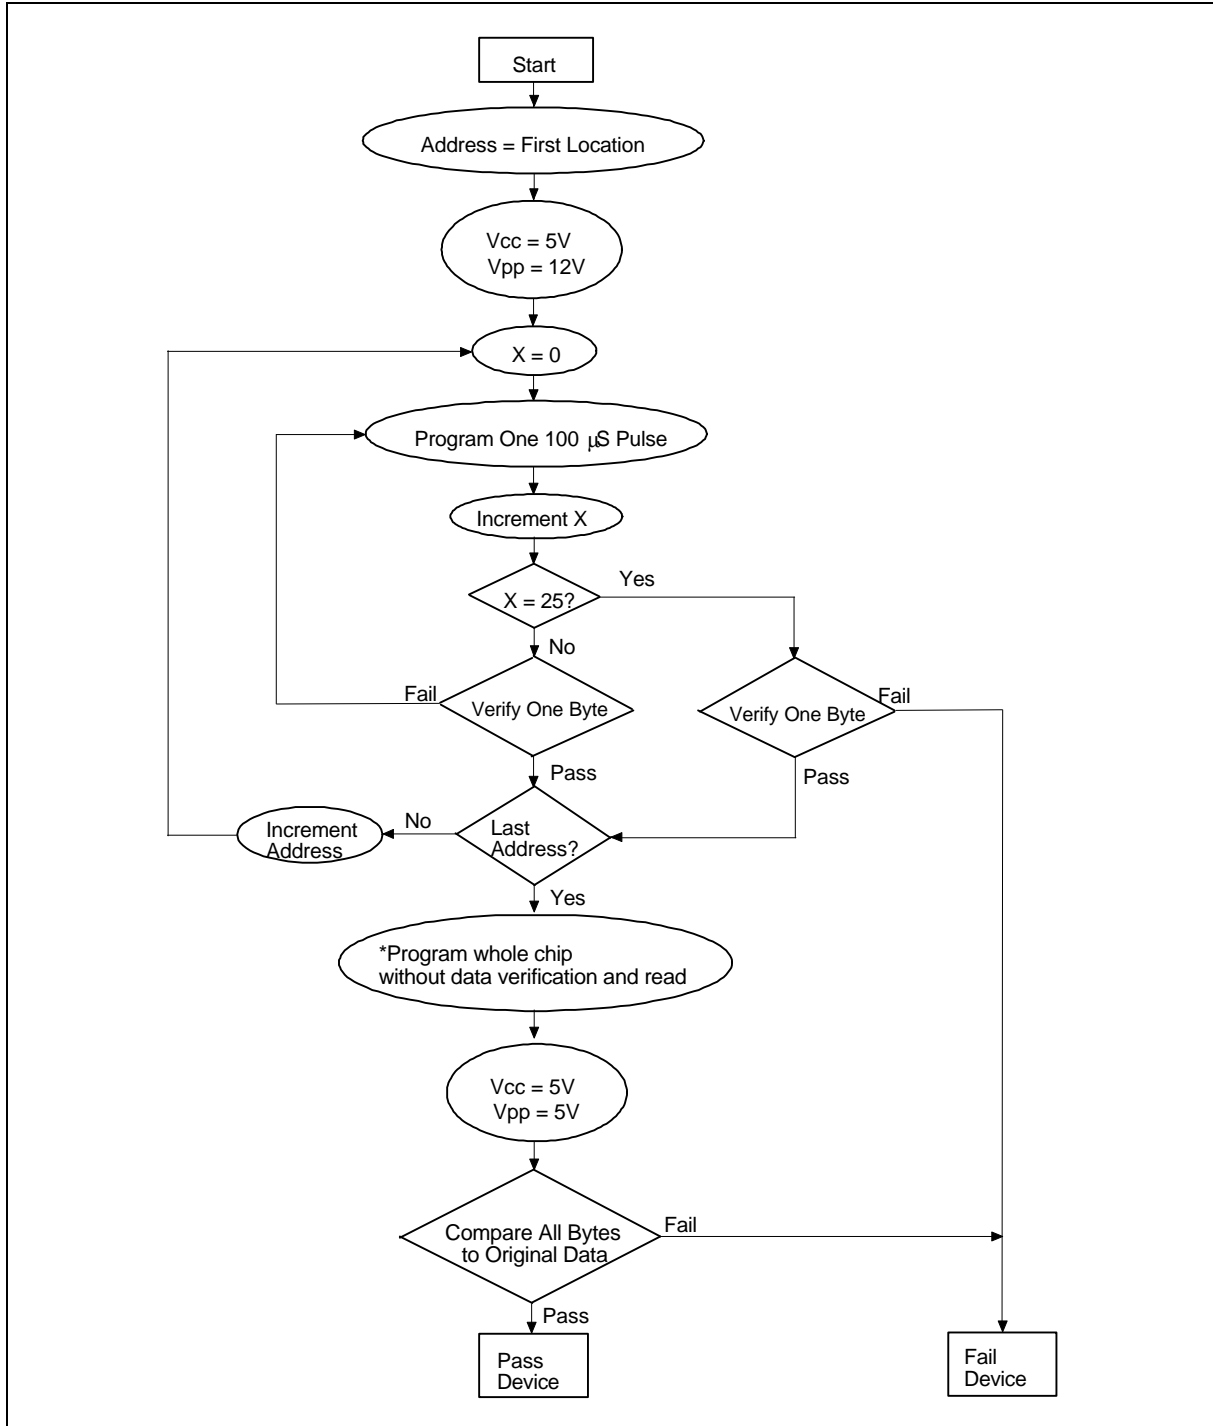 Start
Address = First Location
Vcc = 5V
Vpp = 12V
X = 0
Program One 100 μS Pulse
Increment X
X = 25?
Yes
No
Fail
Verify One Byte
Fail
Verify One Byte
Pass
Pass
Increment
Address
No
Last
Address?
Yes
*Program whole chip
without data verification and read
Vcc = 5V
Vpp = 5V
Compare All Bytes
to Original Data
Fail
Pass
Pass
Device
Fail
Device